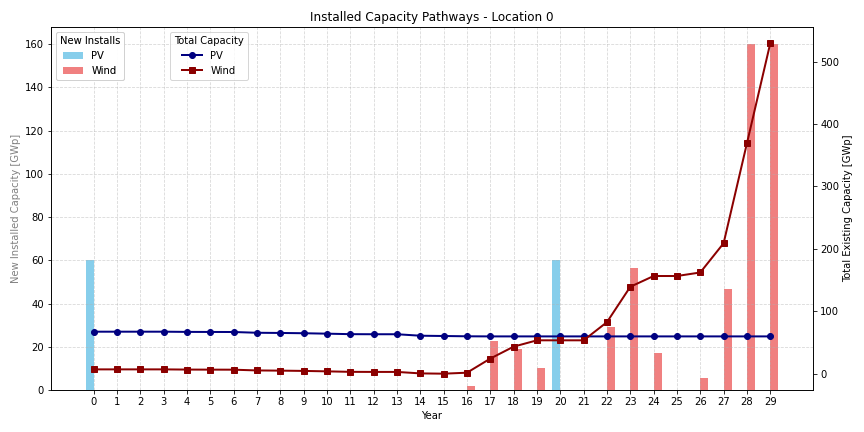 Installed Capacity Pathways - Location 0
New Installs
PV
Wind
Total Capacity
PV
Wind
New Installed Capacity [GWp]
160
140
120
100
80
60
40
20
0
Total Existing Capacity [GWp]
500
400
300
200
100
0
0 1 2 3 4 5 6 7 8 9 10 11 12 13 14 15 16 17 18 19 20 21 22 23 24 25 26 27 28 29
Year